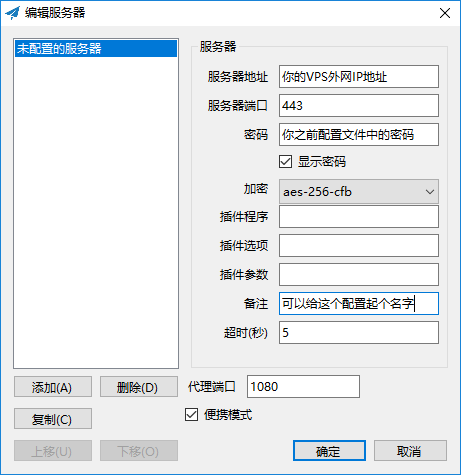 编辑服务器
未配置的服务器
服务器
服务器地址 你的VPS外网IP地址
服务器端口 443
密码 你之前配置文件中的密码
显示密码
加密 aes-256-cfb
插件程序
插件选项
插件参数
备注 可以给这个配置起个名字
超时(秒) 5
添加(A) 删除(D) 代理端口 1080
复制(C) 便携模式
上移(U) 下移(O) 确定 取消